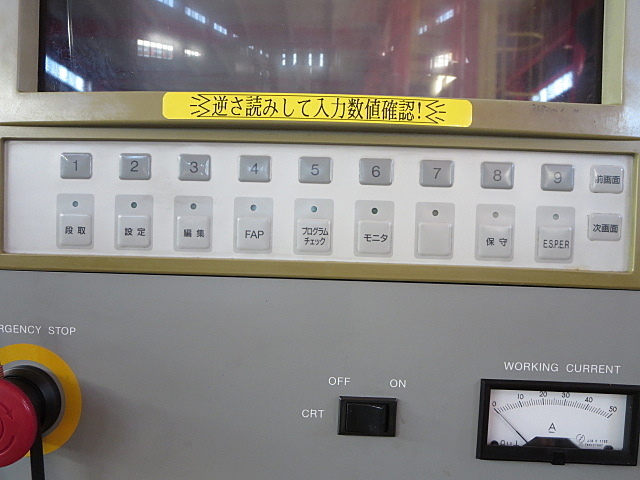 逆さ読みして入力数値確認!
1 2 3 4 5 6 7 8 9 前画面
段取 設定 編集 FAP プログラム チェック モニタ 保守 E.S.P.E.R 次画面
RGENCY STOP
OFF ON
CRT
WORKING CURRENT
0 10 20 30 40 50
A